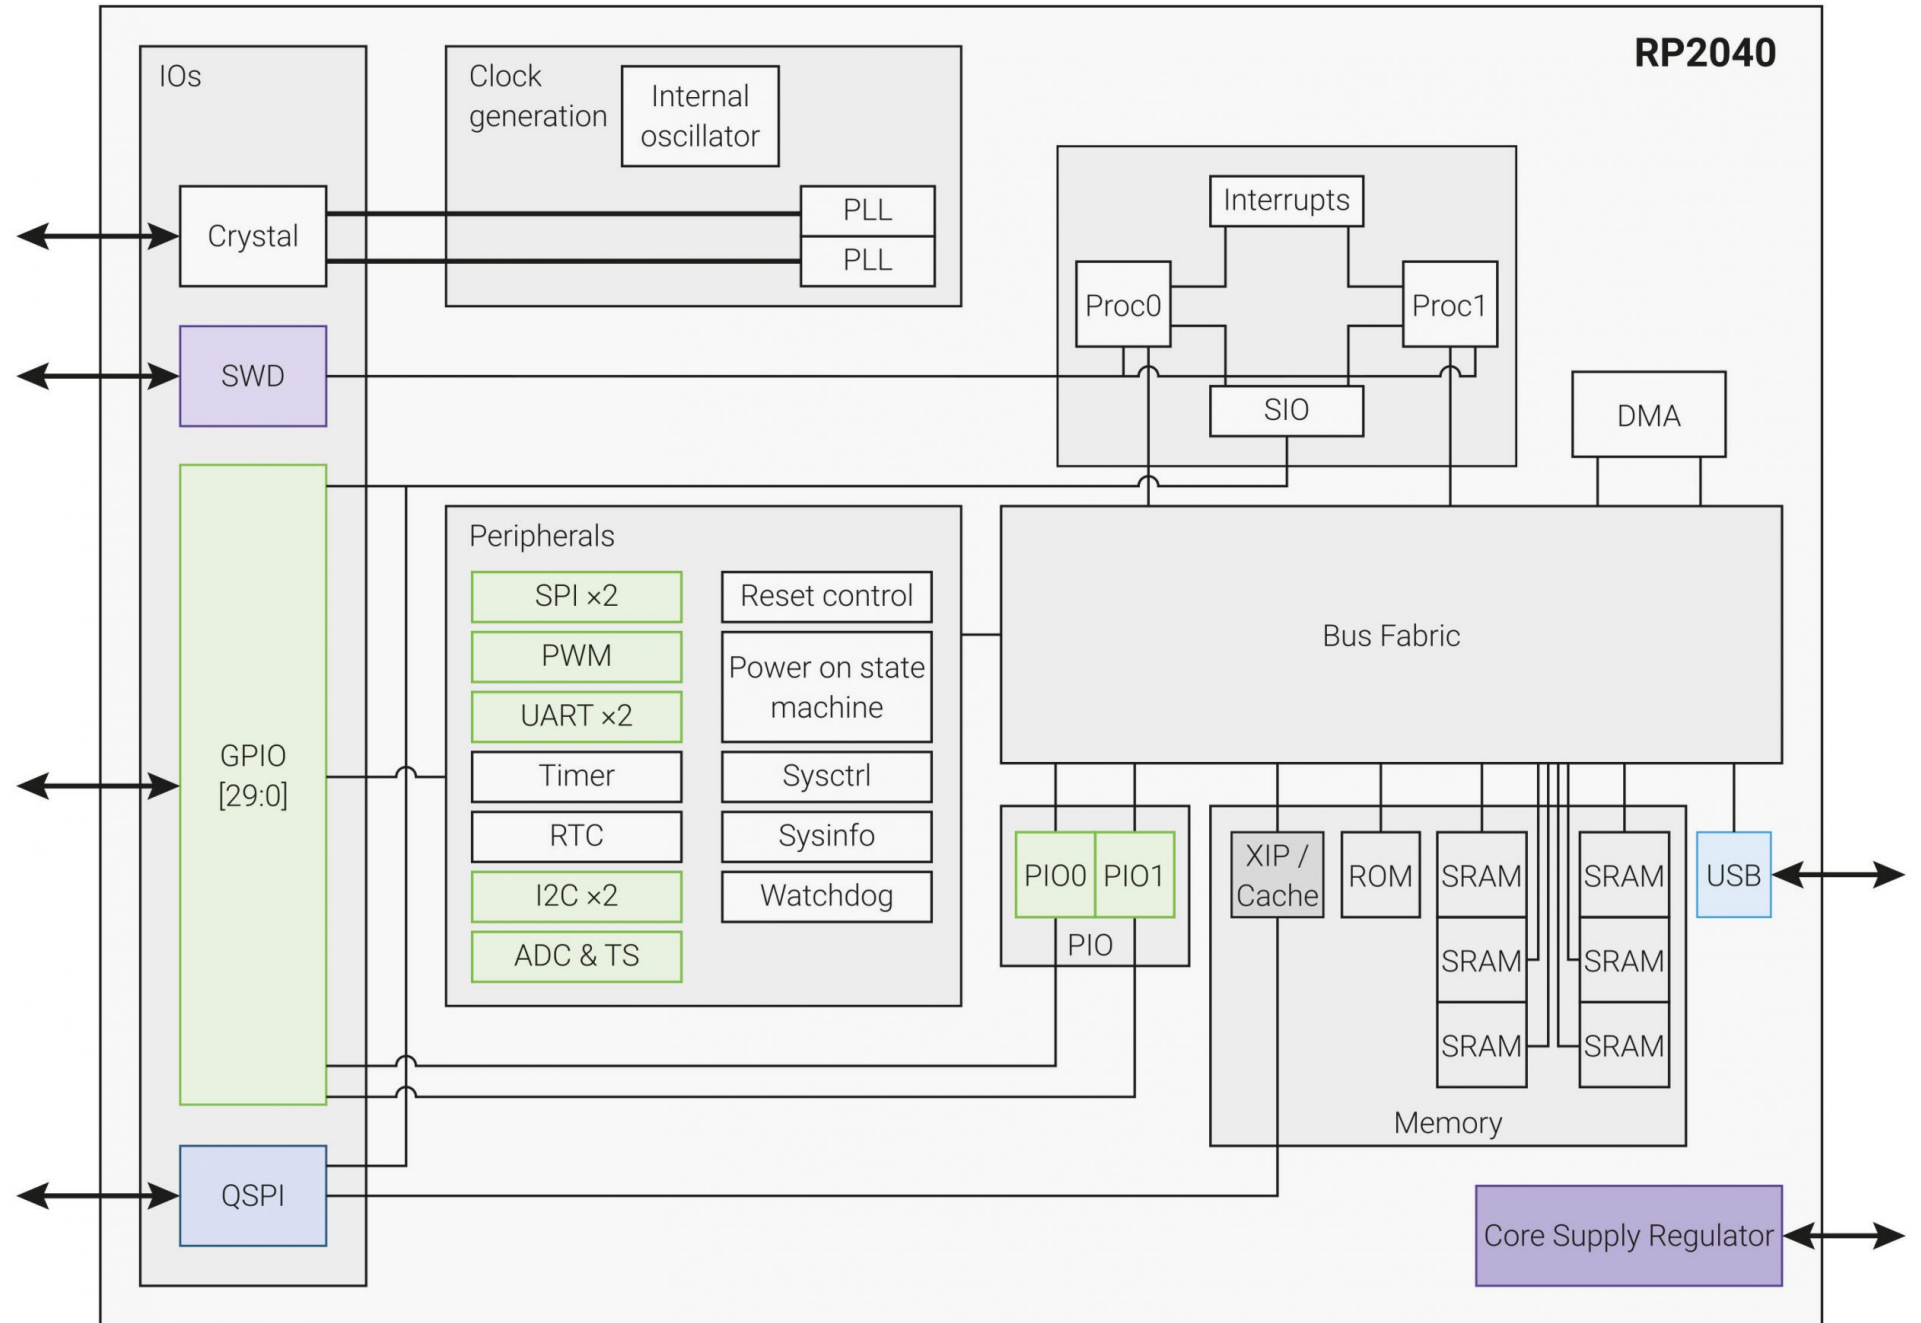 RP2040
IOs
Clock
generation
Internal
oscillator
Crystal
PLL
PLL
Interrupts
Proc0
Proc1
SWD
SIO
DMA
Peripherals
SPI ×2
PWM
UART ×2
Timer
RTC
I2C ×2
ADC & TS
Reset control
Power on state
machine
Sysctrl
Sysinfo
Watchdog
Bus Fabric
GPIO
[29:0]
PIO0
PIO1
PIO
XIP /
Cache
ROM
SRAM
SRAM
SRAM
SRAM
SRAM
SRAM
Memory
USB
QSPI
Core Supply Regulator